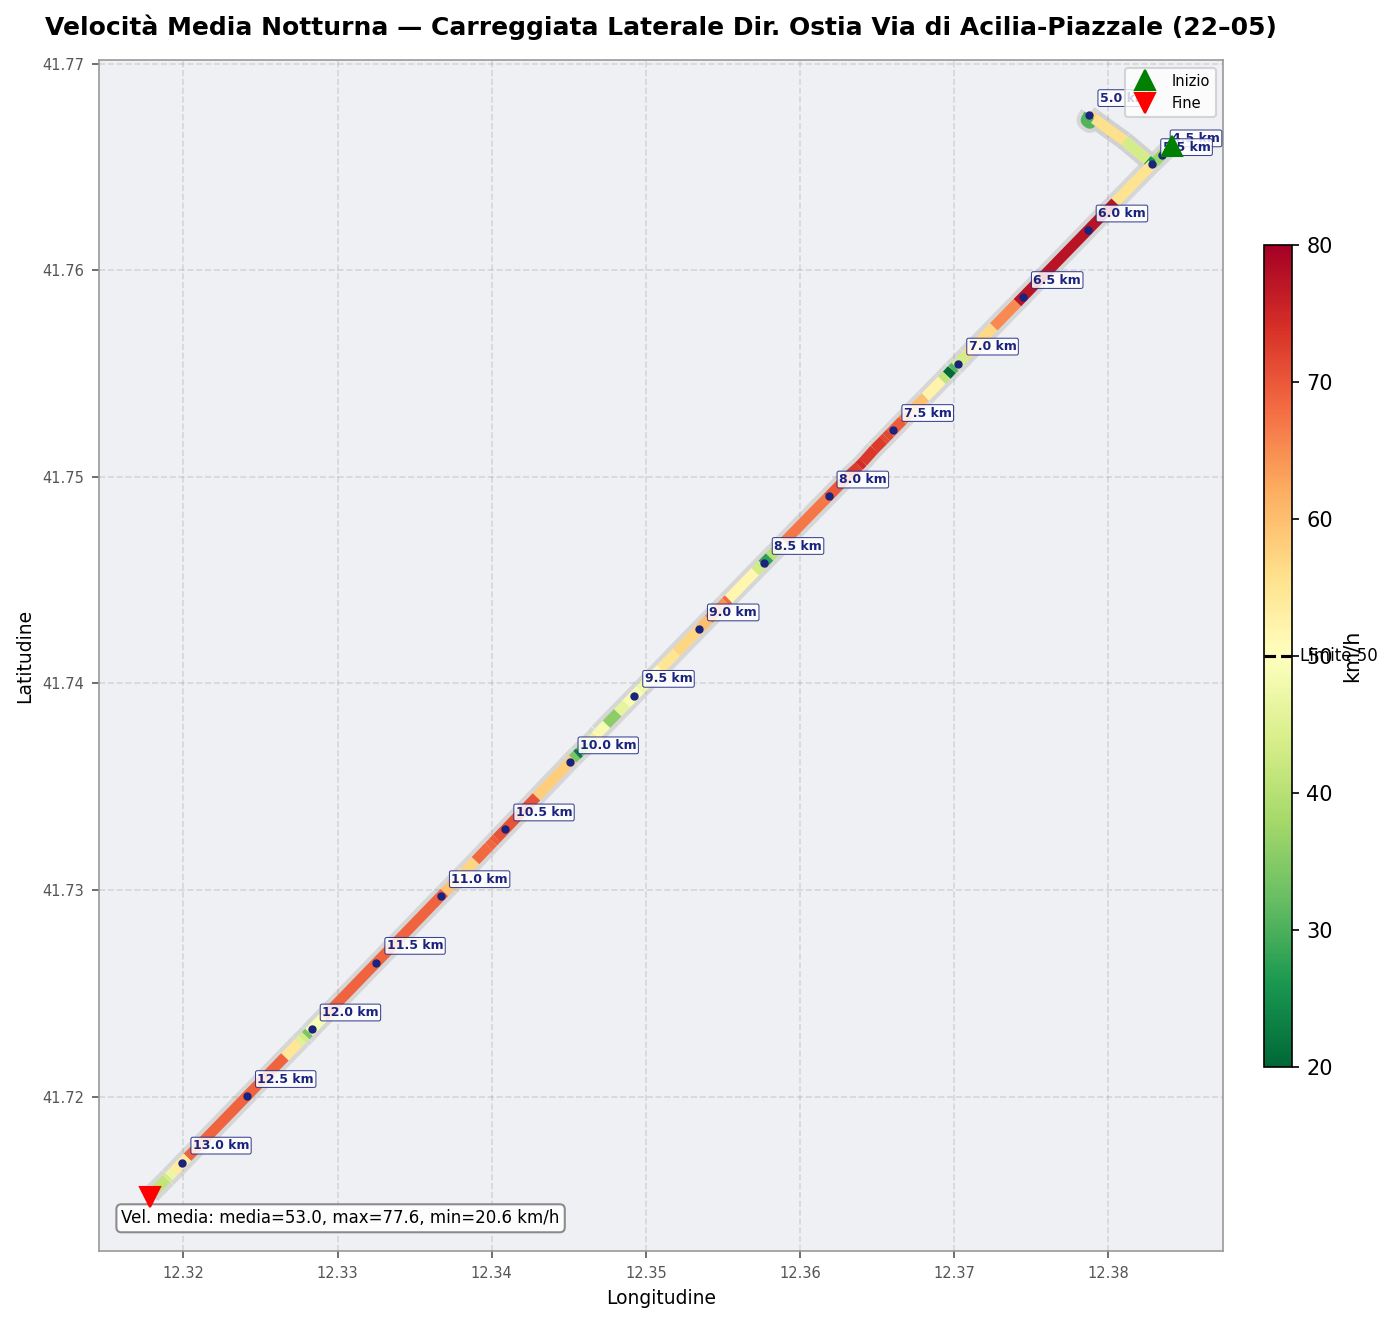 Velocità Media Notturna — Carreggiata Laterale Dir. Ostia Via di Acilia-Piazzale (22–05)
Inizio
Fine
41.77
41.76
41.75
41.74
41.73
41.72
Latitudine
5.0
4.5 km
5.5 km
6.0 km
6.5 km
7.0 km
7.5 km
8.0 km
8.5 km
9.0 km
9.5 km
10.0 km
10.5 km
11.0 km
11.5 km
12.0 km
12.5 km
13.0 km
Vel. media: media=53.0, max=77.6, min=20.6 km/h
12.32
12.33
12.34
12.35
12.36
12.37
12.38
Longitudine
80
70
60
50
Limite 50
40
30
20
km/h